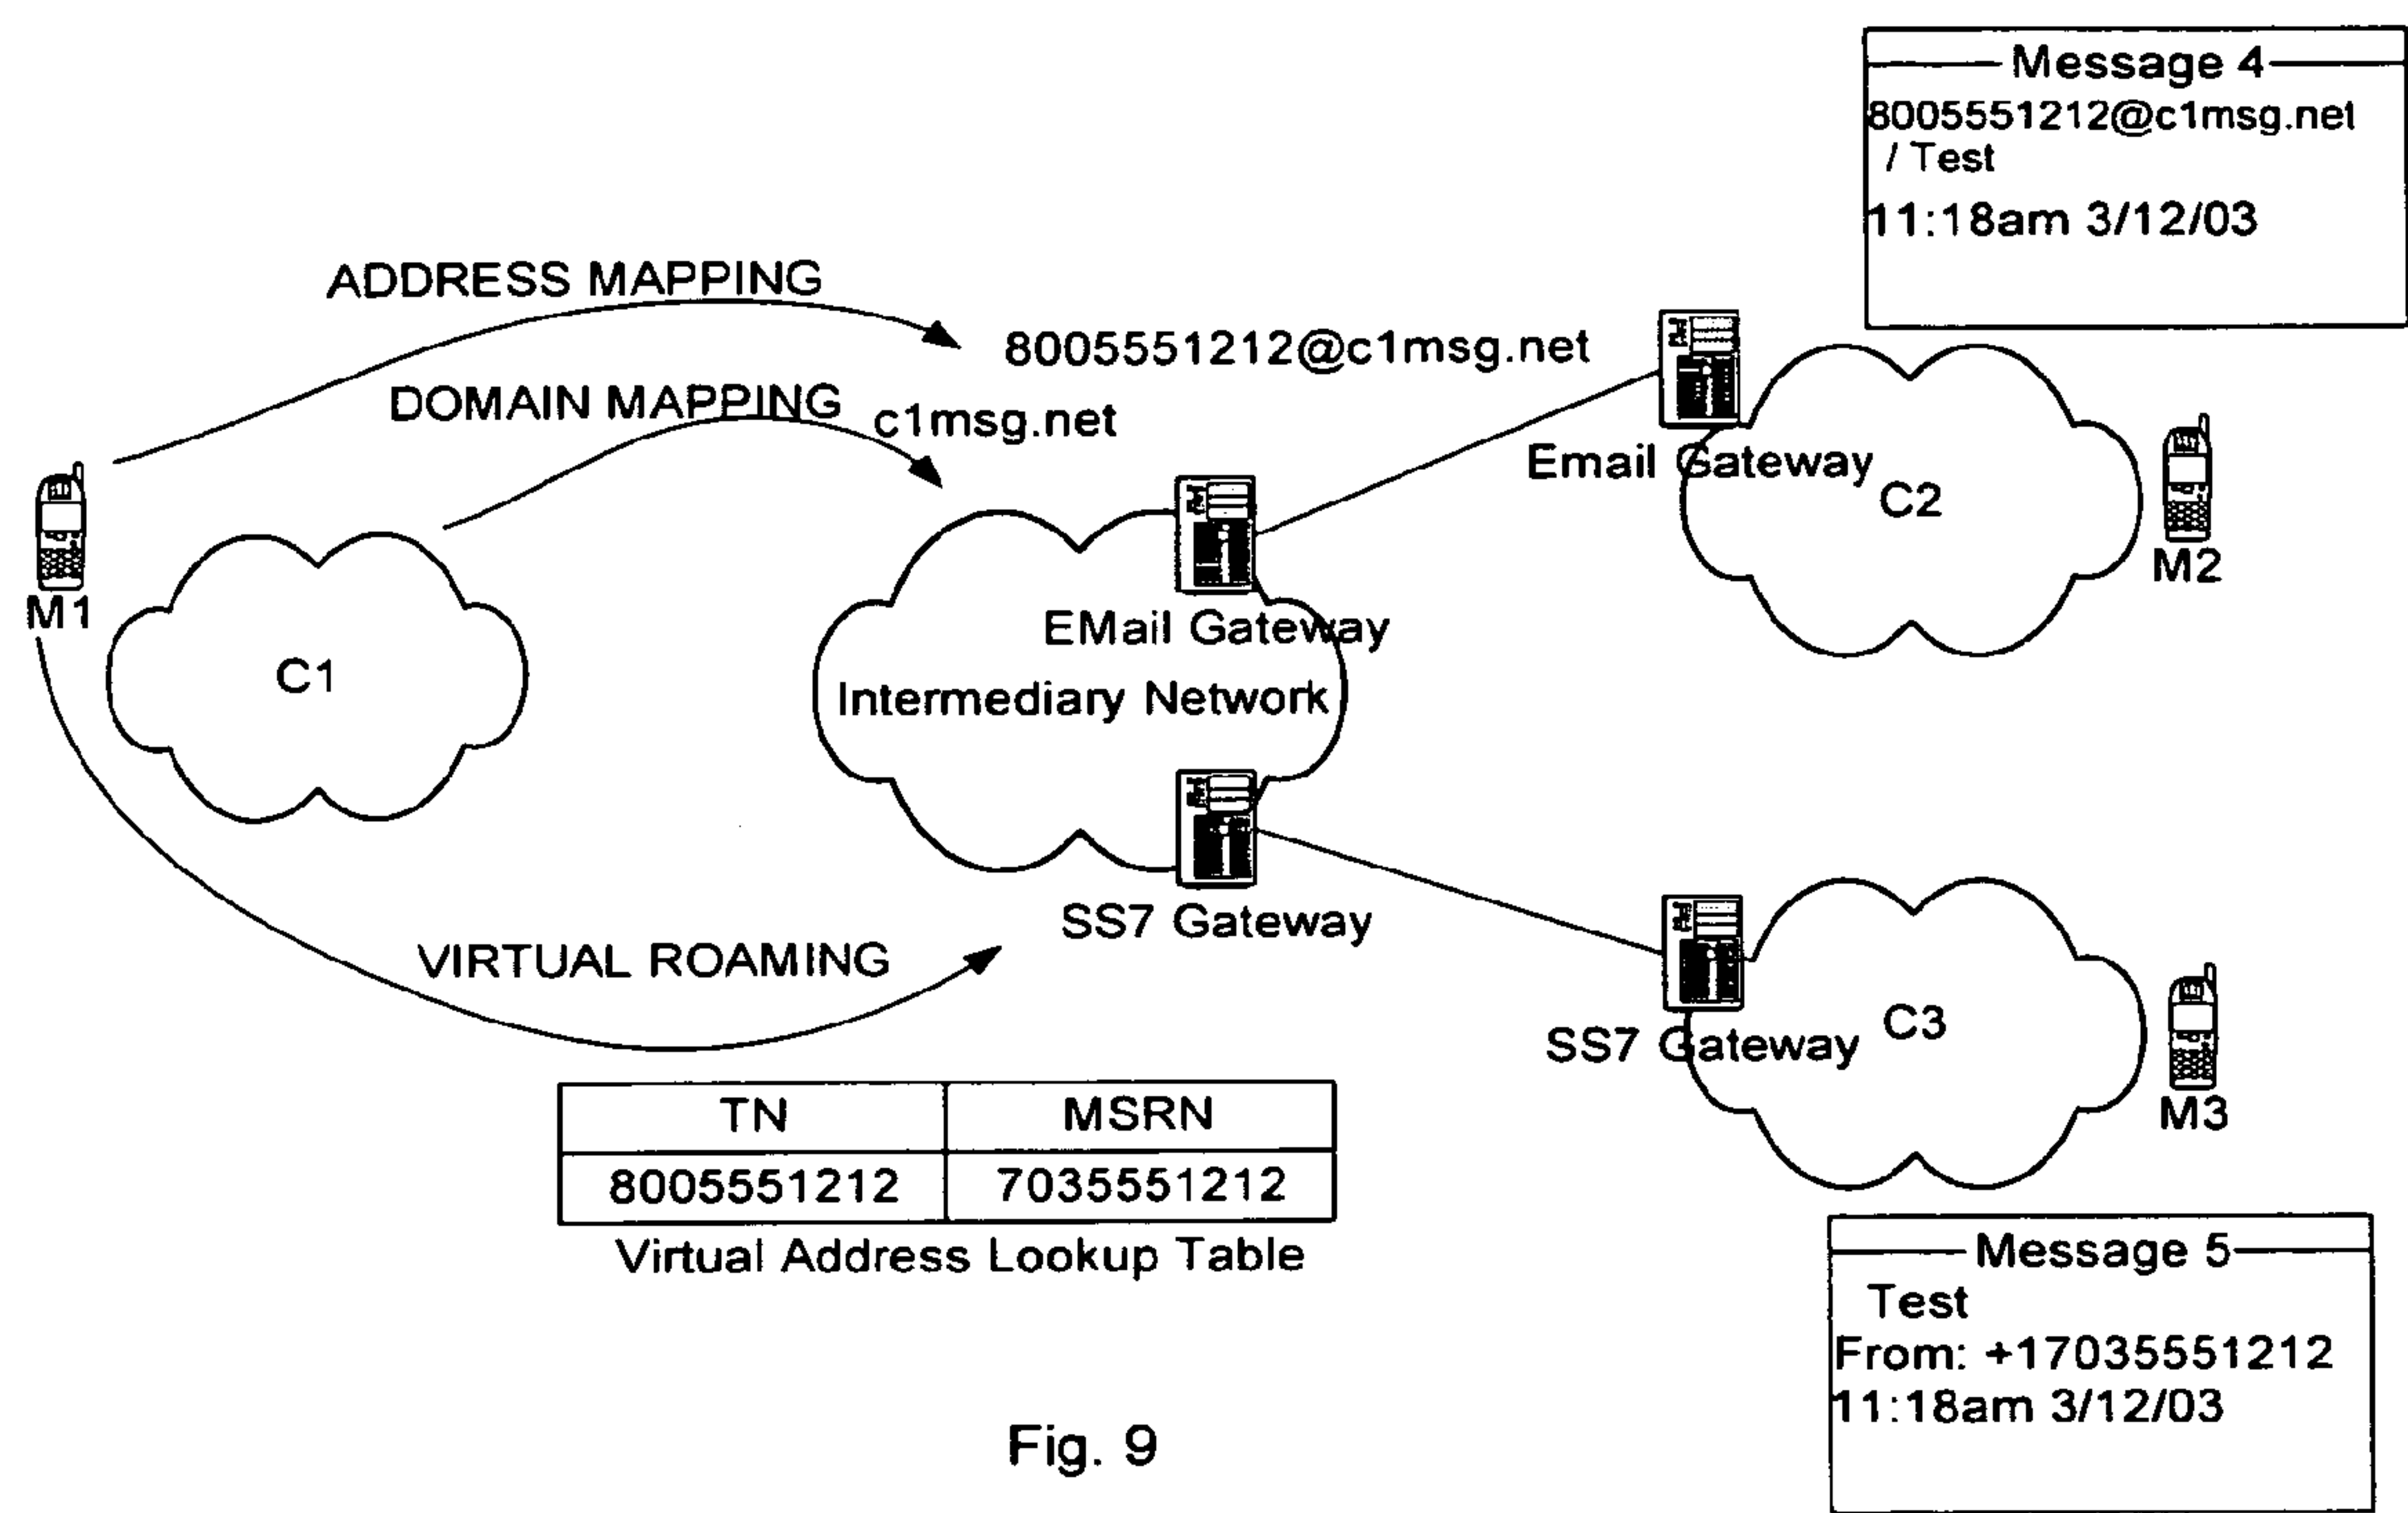 Message 4
8005551212@c1msg.net
/ Test
11:18am 3/12/03
ADDRESS MAPPING
8005551212@c1msg.net
DOMAIN MAPPING
c1msg.net
Email Gateway
C2
M2
M1
EMail Gateway
C1
Intermediary Network
SS7 Gateway
VIRTUAL ROAMING
SS7 Gateway
C3
M3
TN MSRN
8005551212 7035551212
Virtual Address Lookup Table
Message 5
Test
From: +17035551212
11:18am 3/12/03
Fig. 9